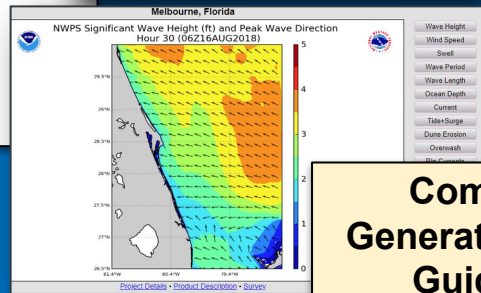 Melbourne, Florida
NWPS Significant Wave Height (ft) and Peak Wave Direction
Hour 30 (06Z16AUG2018)
29.5°N
29°N
28.5°N
28°N
27.5°N
27°N
26.5°N
81.4°W
80.4°W
79.4°W
5
4
3
2
1
0
Project Details • Product Description • Survey
Wave Height
Wind Speed
Swell
Wave Period
Wave Length
Ocean Depth
Current
Tide+Surge
Dune Erosion
Overwash
Rip Currents
Com
Generat
Guid